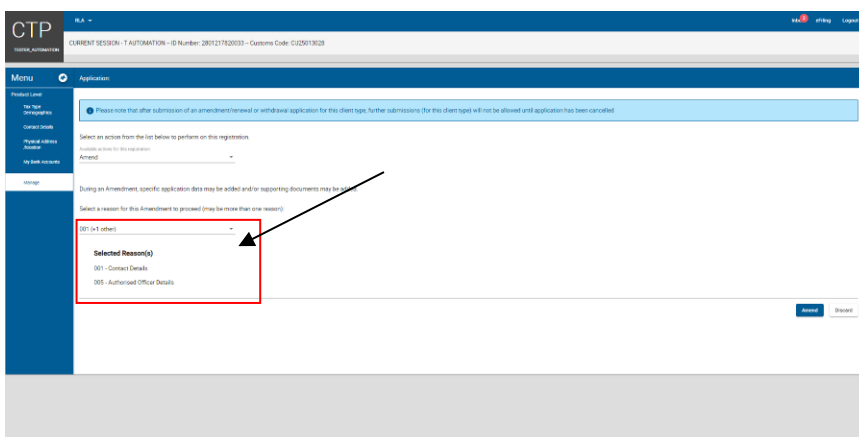 CTP
TESTER_AUTOMATION
RLA
Inbox
eFiling
Logout
CURRENT SESSION - T AUTOMATION – ID Number: 2801217820033 – Customs Code: CU25013028
Menu
Application:
Product Level
Tax Type
Demographics
Contact Details
Physical Address
My Bank Accounts
Manage
Please note that after submission of an amendment/renewal or withdrawal application for this client type, further submissions (for this client type) will not be allowed until application has been cancelled
Select an action from the list below to perform on this registration.
Available actions for this registration
Amend
During an Amendment, specific application data may be added and/or supporting documents may be added.
Select a reason for this Amendment to proceed (may be more than one reason)
001 (+1 other)
Selected Reason(s)
001 - Contact Details
005 - Authorised Officer Details
Amend
Discard